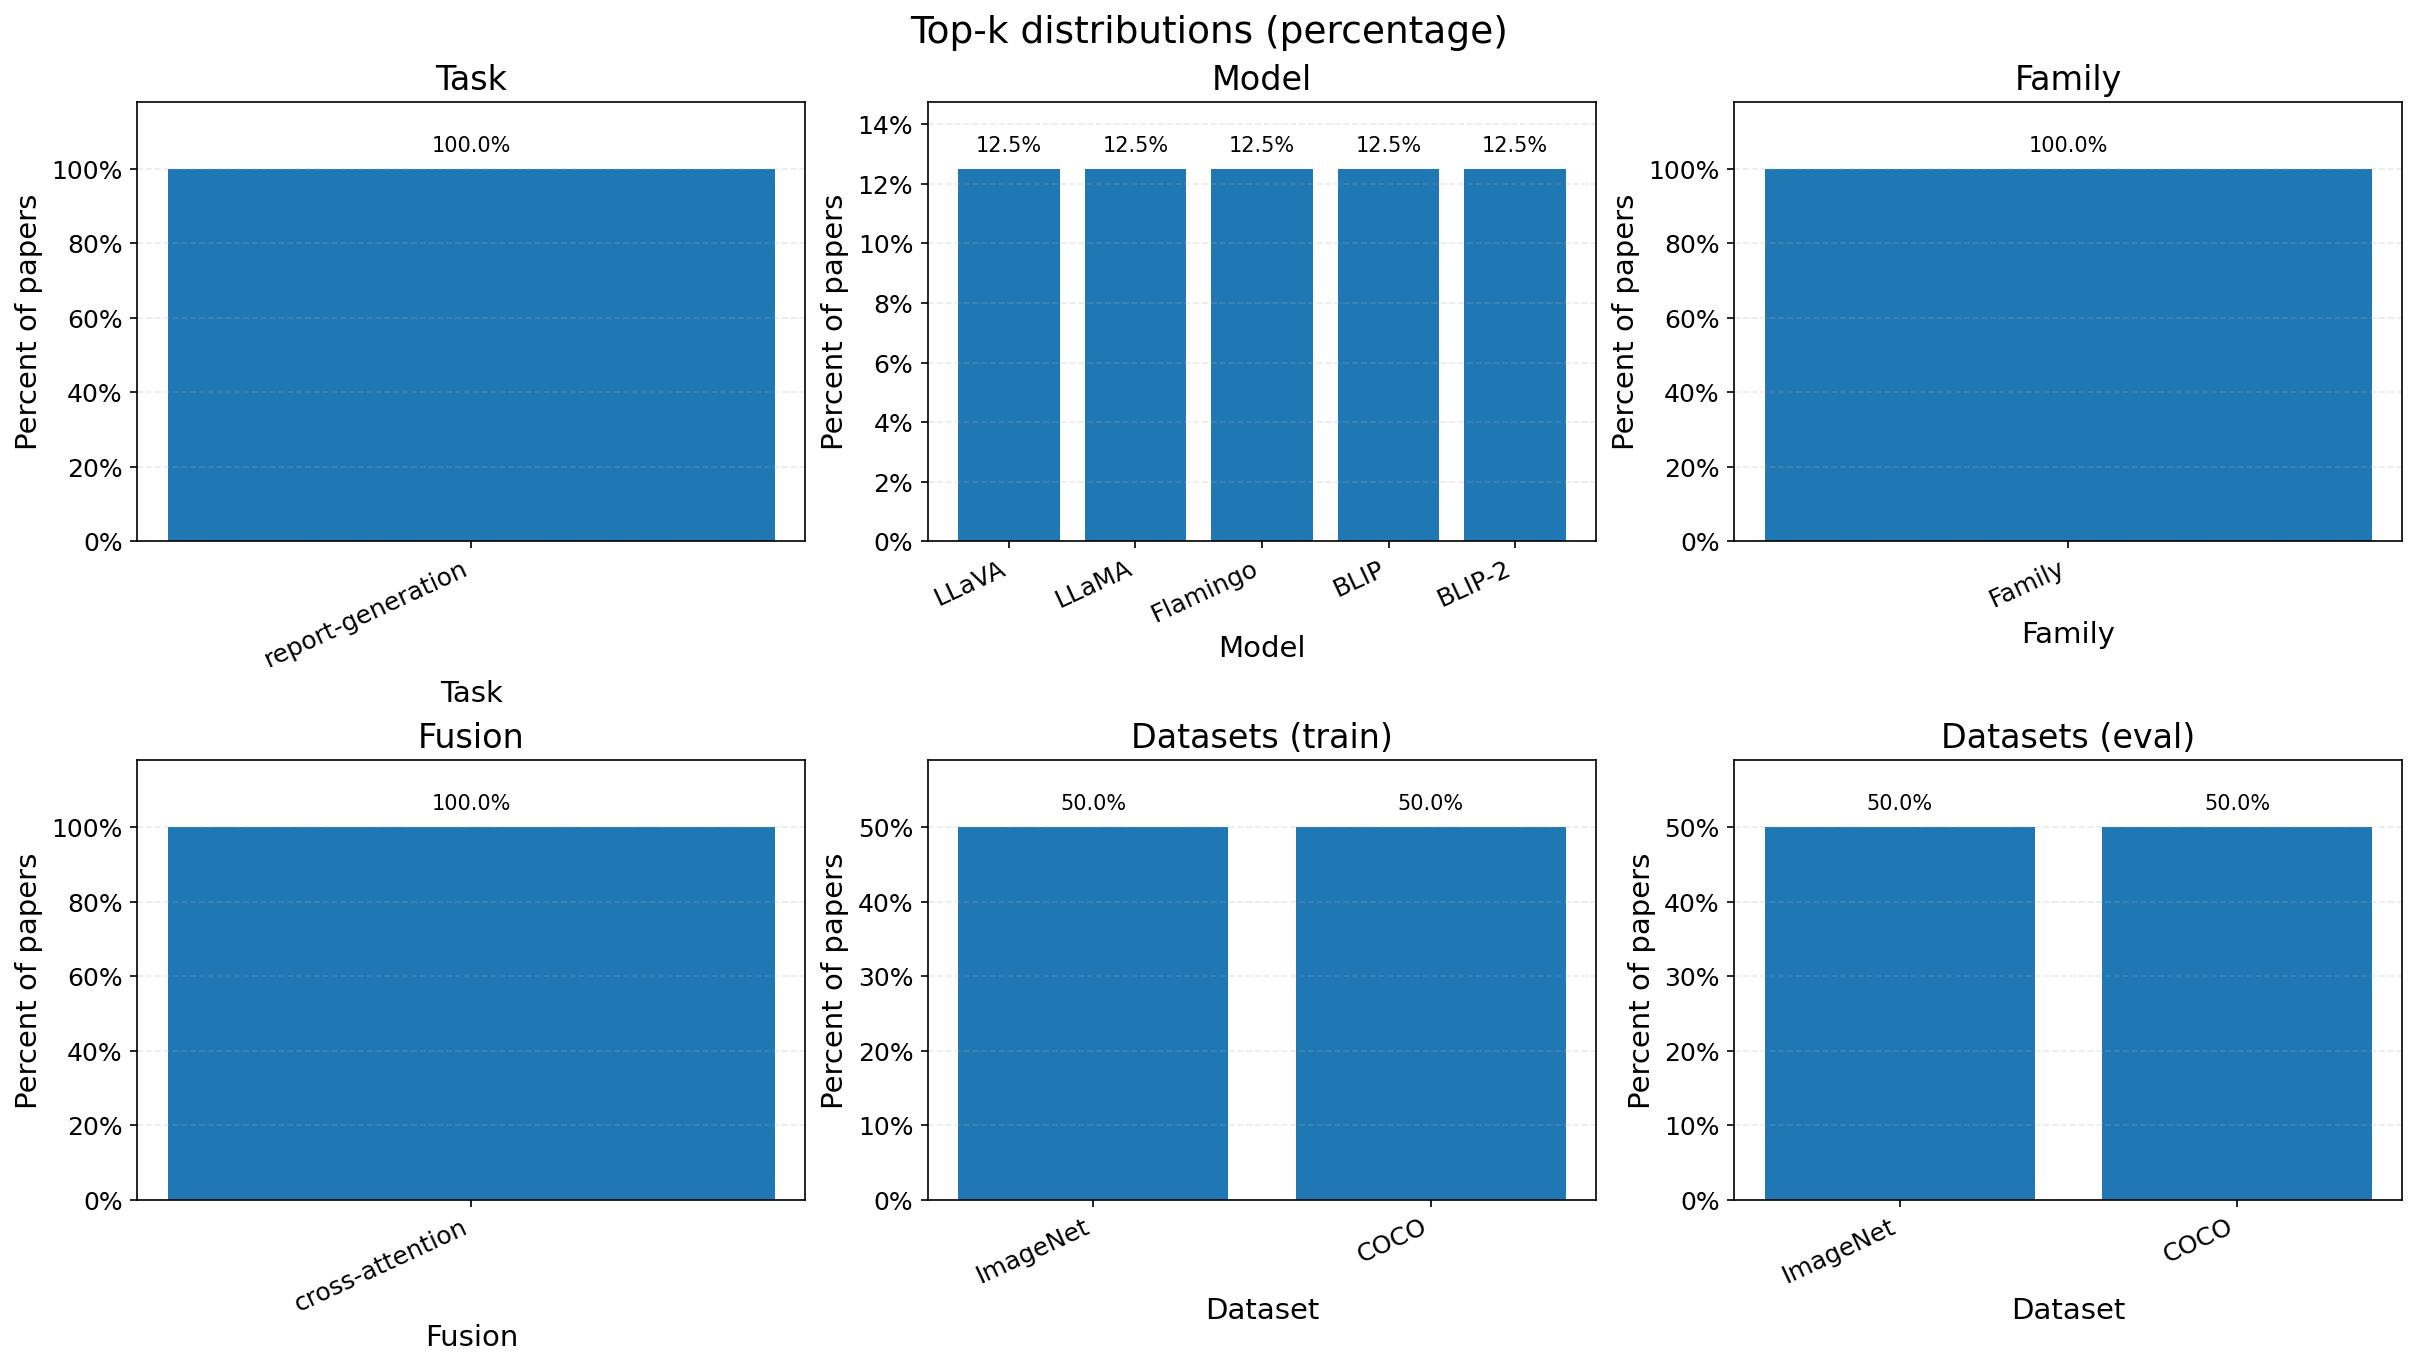 Top-k distributions (percentage)
Task
Percent of papers
100%
80%
60%
40%
20%
0%
100.0%
report-generation
Task
Model
Percent of papers
14%
12%
10%
8%
6%
4%
2%
0%
12.5% 12.5% 12.5% 12.5% 12.5%
LLaVA LLaMA Flamingo BLIP BLIP-2
Model
Family
Percent of papers
100%
80%
60%
40%
20%
0%
100.0%
Family
Family
Fusion
Percent of papers
100%
80%
60%
40%
20%
0%
100.0%
cross-attention
Fusion
Datasets (train)
Percent of papers
50%
40%
30%
20%
10%
0%
50.0% 50.0%
ImageNet COCO
Dataset
Datasets (eval)
Percent of papers
50%
40%
30%
20%
10%
0%
50.0% 50.0%
ImageNet COCO
Dataset